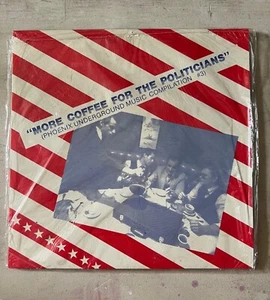 "MORE COFFEE FOR THE POLITICIANS"
(PHOENIX UNDERGROUND MUSIC COMPILATION #3)